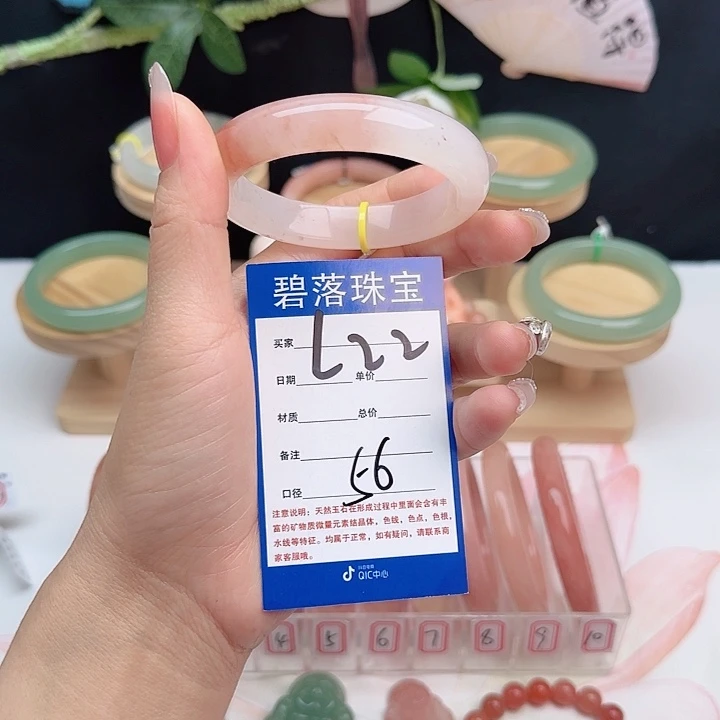 碧落珠宝
买家
L22
日期 单价
材质 总价
备注
56
口径
注意说明：天然玉石在形成过程中里面会含有丰
富的矿物质微量元素结晶体，色线，色点，色根，
水线等特征。均属于正常，如有疑问，请联系商
家客服哦。
QIC中心
4 5 6 7 8 9 10